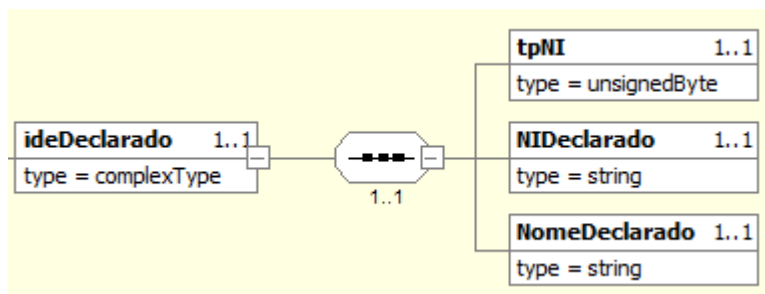 tpNI 1..1
type = unsignedByte
ideDeclarado 1..1
type = complexType
1..1
NIDeclarado 1..1
type = string
NomeDeclarado 1..1
type = string